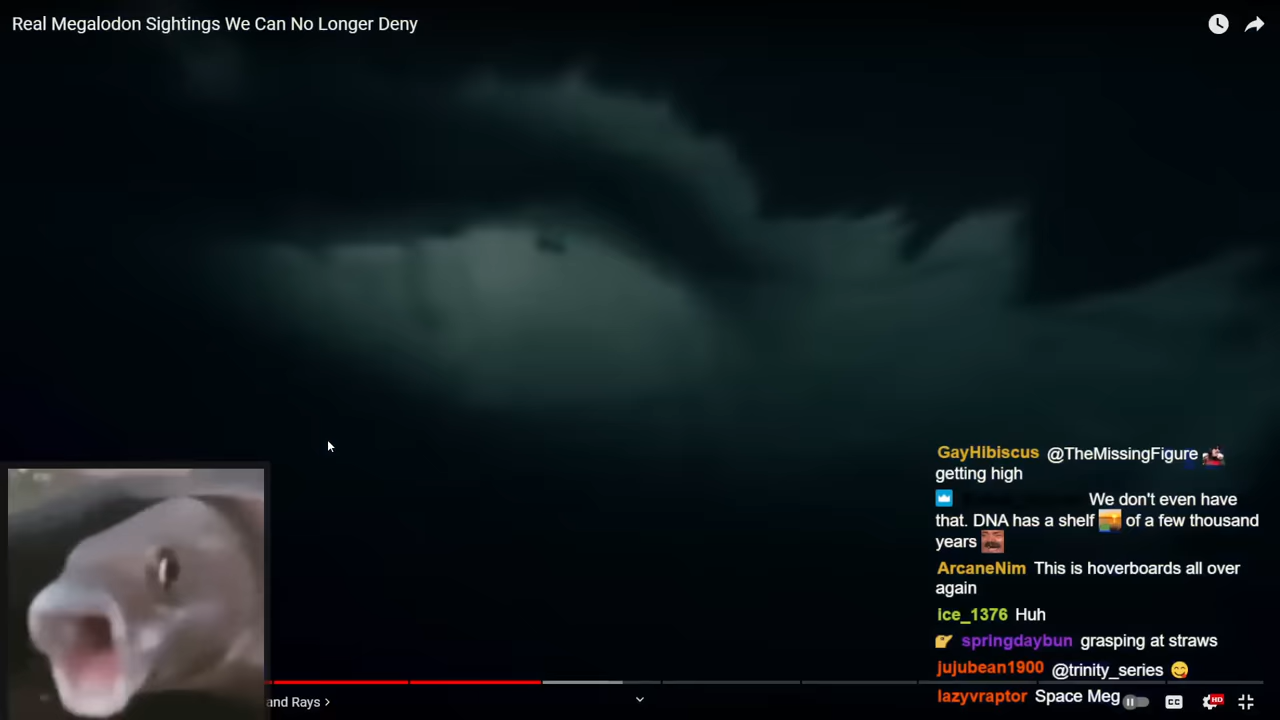 Real Megalodon Sightings We Can No Longer Deny
GayHibiscus @TheMissingFigure
getting high
We don't even have
that. DNA has a shelf of a few thousand
years
ArcaneNim This is hoverboards all over
again
ice_1376 Huh
springdaybun grasping at straws
jujubean1900 @trinity_series
lazyvraptor Space Meg
and Rays
CC
HD